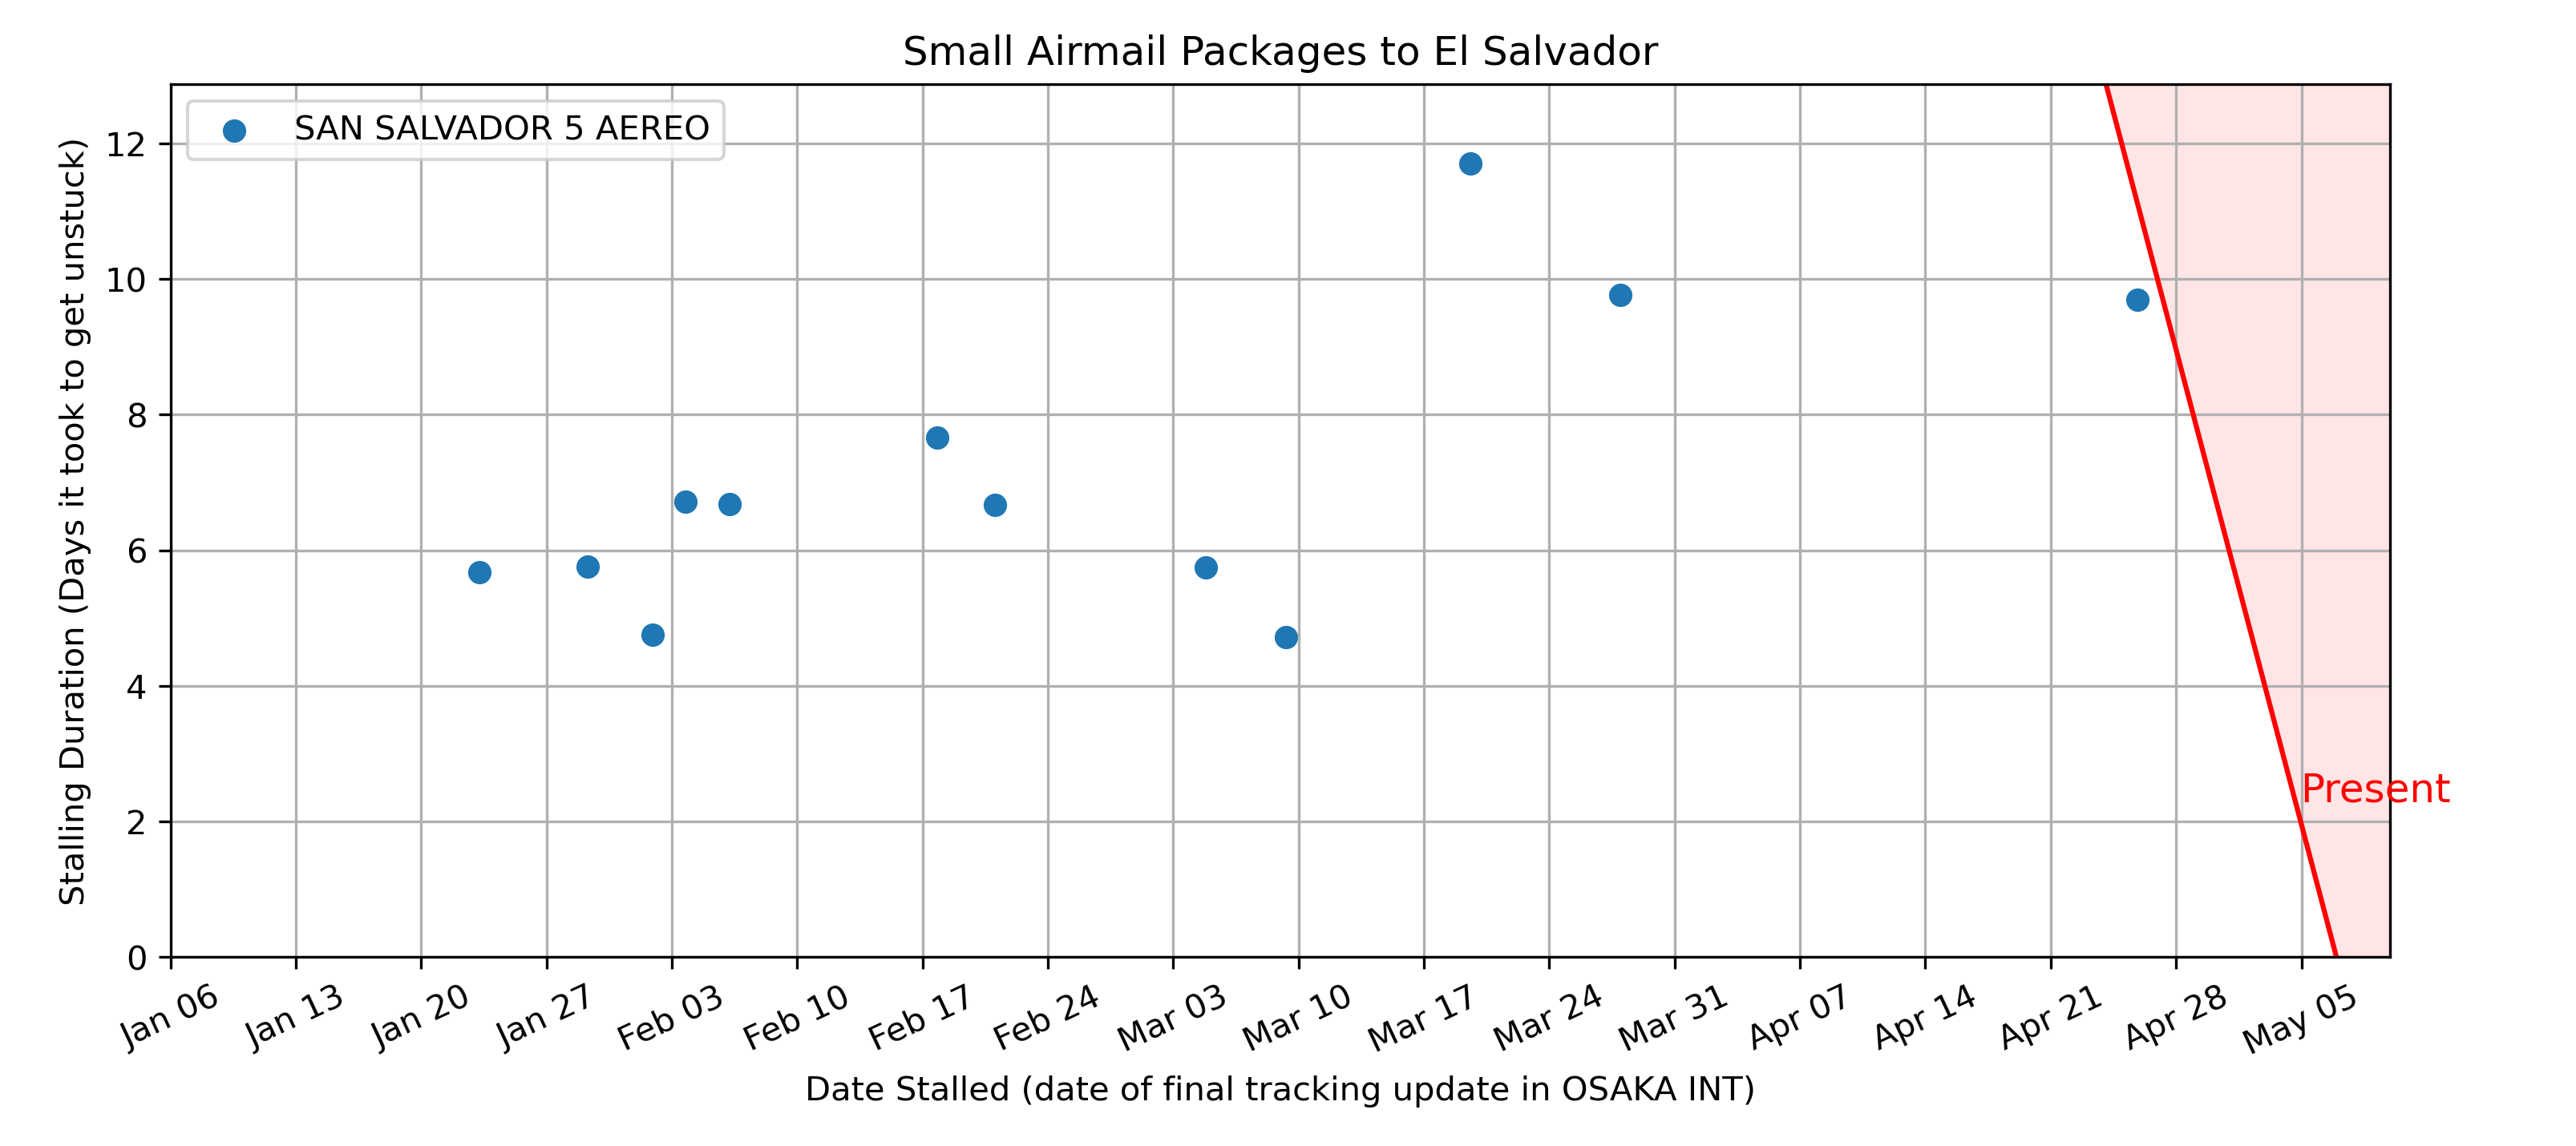 Small Airmail Packages to El Salvador
SAN SALVADOR 5 AEREO
Stalling Duration (Days it took to get unstuck)
12
10
8
6
4
2
0
Present
Jan 06
Jan 13
Jan 20
Jan 27
Feb 03
Feb 10
Feb 17
Feb 24
Mar 03
Mar 10
Mar 17
Mar 24
Mar 31
Apr 07
Apr 14
Apr 21
Apr 28
May 05
Date Stalled (date of final tracking update in OSAKA INT)